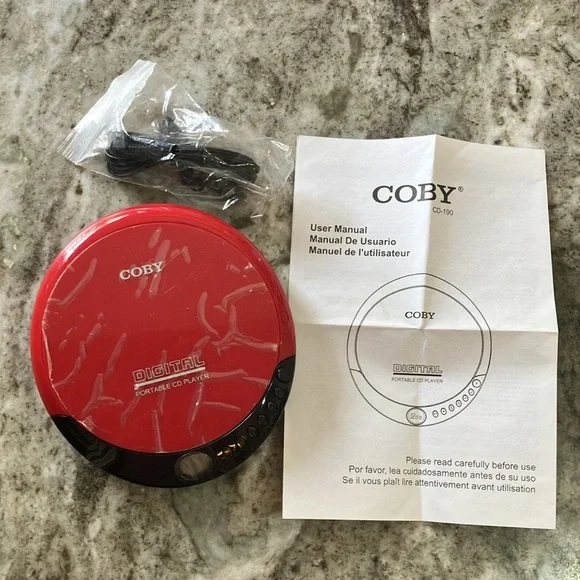 COBY
DIGITAL
PORTABLE CD PLAYER
COBY®
CD-190
User Manual
Manual De Usuario
Manuel de l'utilisateur
COBY
DIGITAL
PORTABLE CD PLAYER
Please read carefully before use
Por favor, lea cuidadosamente antes de su uso
Se il vous plaît lire attentivement avant utilisation